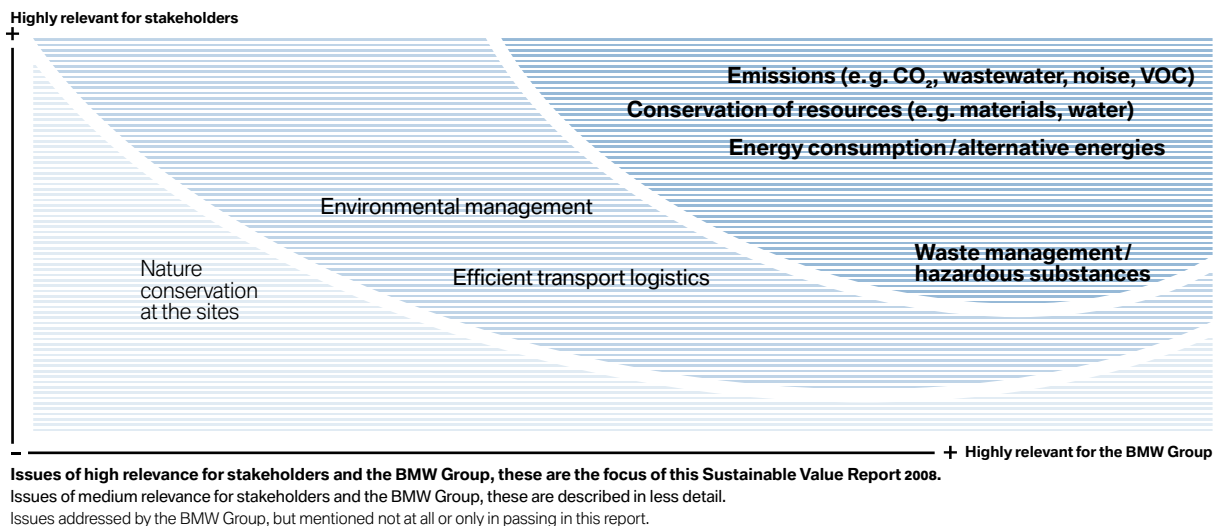 Highly relevant for stakeholders
+
Emissions (e.g. CO₂, wastewater, noise, VOC)
Conservation of resources (e.g. materials, water)
Energy consumption/alternative energies
Environmental management
Waste management/
hazardous substances
Nature
conservation
at the sites
Efficient transport logistics
-
+ Highly relevant for the BMW Group
Issues of high relevance for stakeholders and the BMW Group, these are the focus of this Sustainable Value Report 2008.
Issues of medium relevance for stakeholders and the BMW Group, these are described in less detail.
Issues addressed by the BMW Group, but mentioned not at all or only in passing in this report.